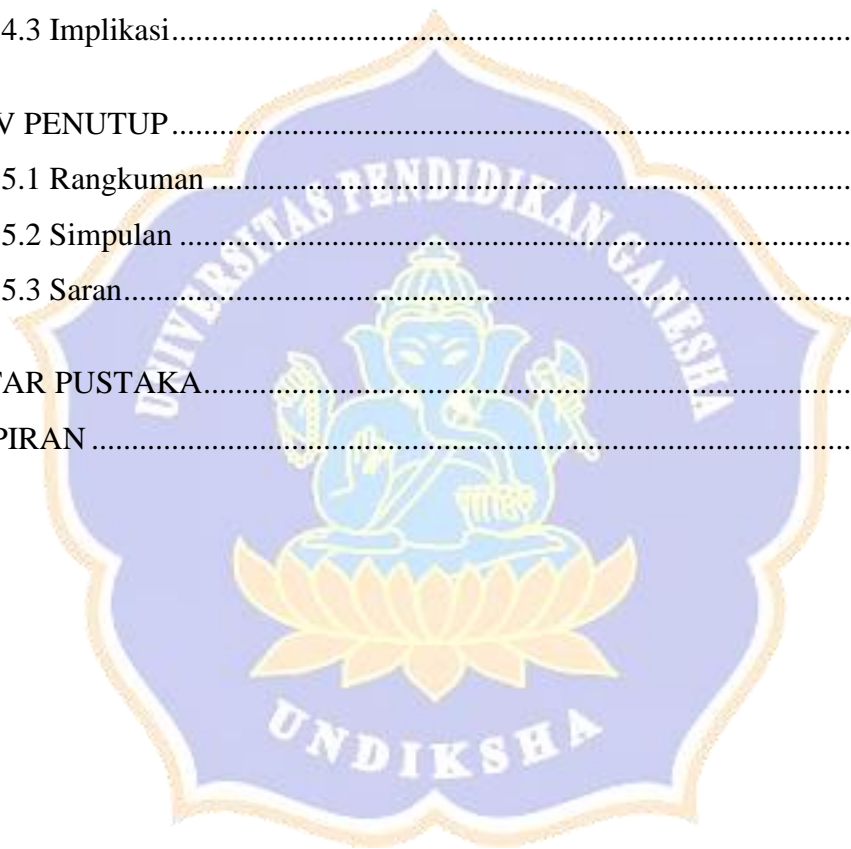 4.3 Implikasi..........................................................................................
V PENUTUP..........................................................................................
5.1 Rangkuman..........................................................................................
5.2 Simpulan..........................................................................................
5.3 Saran..........................................................................................
TAR PUSTAKA..........................................................................................
PIRAN..........................................................................................
UNIVERSITAS PENDIDIKAN GANESHA
UNDIKSHA